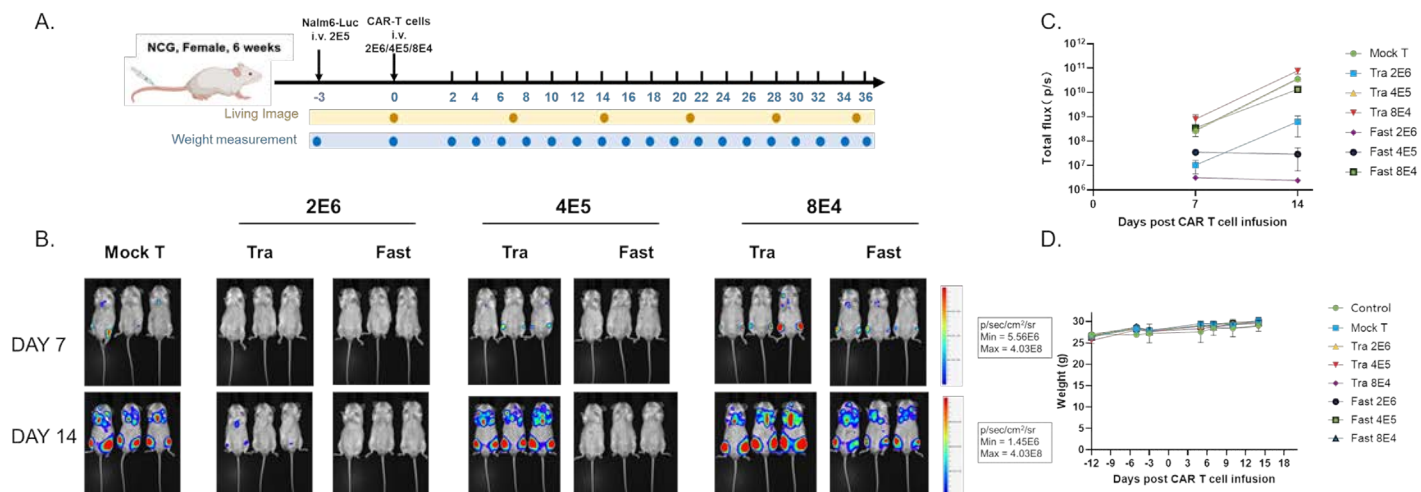 A.
NCG, Female, 6 weeks
Nalm6-Luc
i.v. 2E5
CAR-T cells
i.v.
2E6/4E5/8E4
-3 0 2 4 6 8 10 12 14 16 18 20 22 24 26 28 30 32 34 36
Living Image
Weight measurement
B.
2E6 4E5 8E4
Mock T Tra Fast Tra Fast Tra Fast
DAY 7
p/sec/cm²/sr
Min = 5.56E6
Max = 4.03E8
DAY 14
p/sec/cm²/sr
Min = 1.45E6
Max = 4.03E8
C.
Total flux( p/s)
10¹²
10¹¹
10¹⁰
10⁹
10⁸
10⁷
10⁶
0 7 14
Days post CAR T cell infusion
Mock T
Tra 2E6
Tra 4E5
Tra 8E4
Fast 2E6
Fast 4E5
Fast 8E4
D.
Weight (g)
30
25
20
15
10
5
0
-12 -9 -6 -3 0 3 6 9 12 15 18
Days post CAR T cell infusion
Control
Mock T
Tra 2E6
Tra 4E5
Tra 8E4
Fast 2E6
Fast 4E5
Fast 8E4